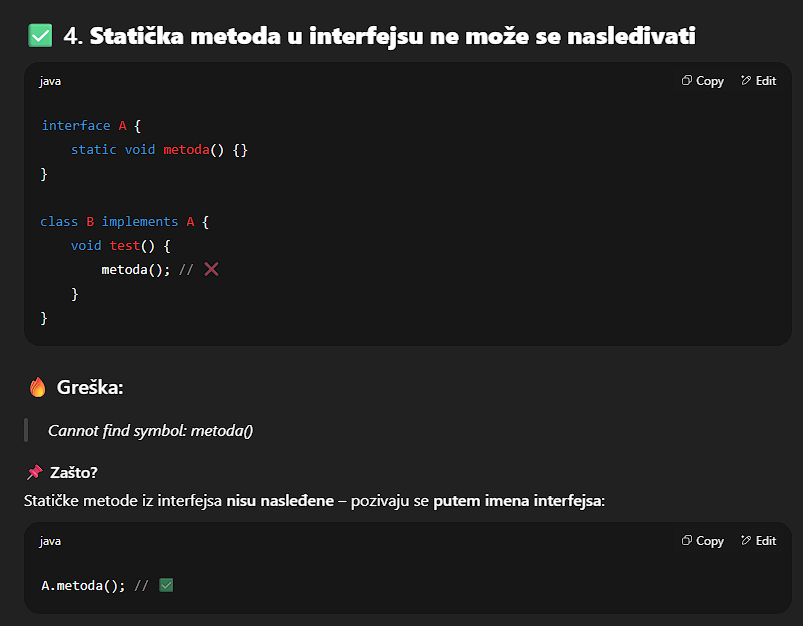 ✅ 4. Statička metoda u interfejsu ne može se nasleđivati
java Copy Edit
interface A {
    static void metoda() {}
}
class B implements A {
    void test() {
        metoda(); // ❌
    }
}
🔥 Greška:
Cannot find symbol: metoda()
📌 Zašto?
Statičke metode iz interfejsa nisu nasleđene – pozivaju se putem imena interfejsa:
java Copy Edit
A.metoda(); // ✅